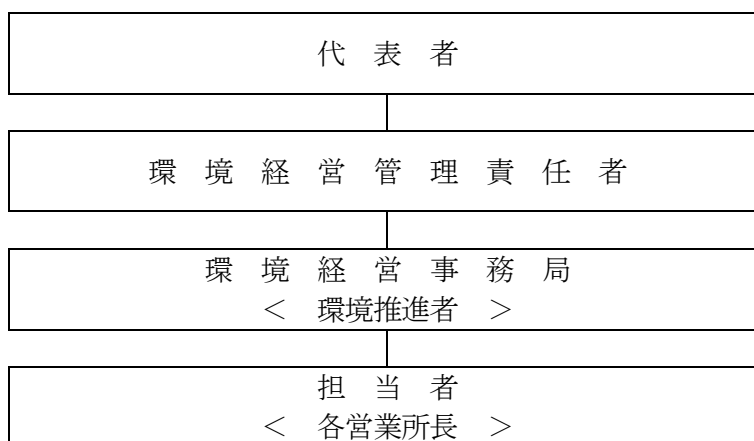 代 表 者
環 境 経 営 管 理 責 任 者
環 境 経 営 事 務 局
＜ 環境推進者 ＞
担 当 者
＜ 各営業所長 ＞